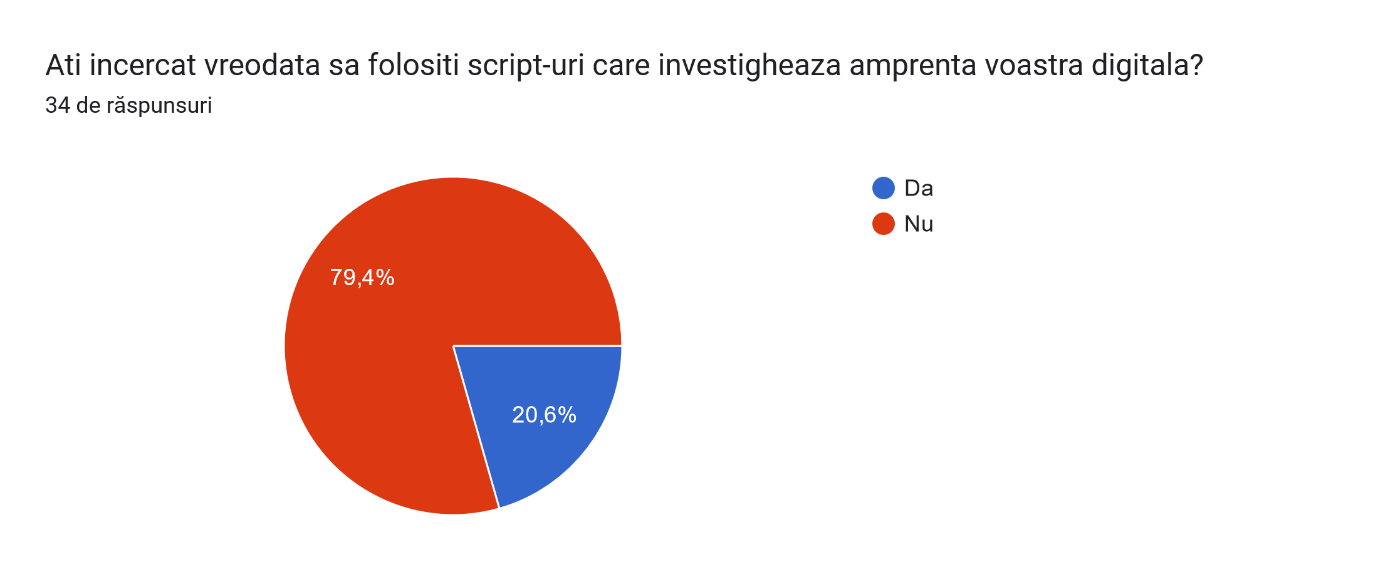 Ati incercat vreodata sa folositi script-uri care investigheaza amprenta voastra digitala?
34 de răspunsuri
Da
Nu
79,4%
20,6%